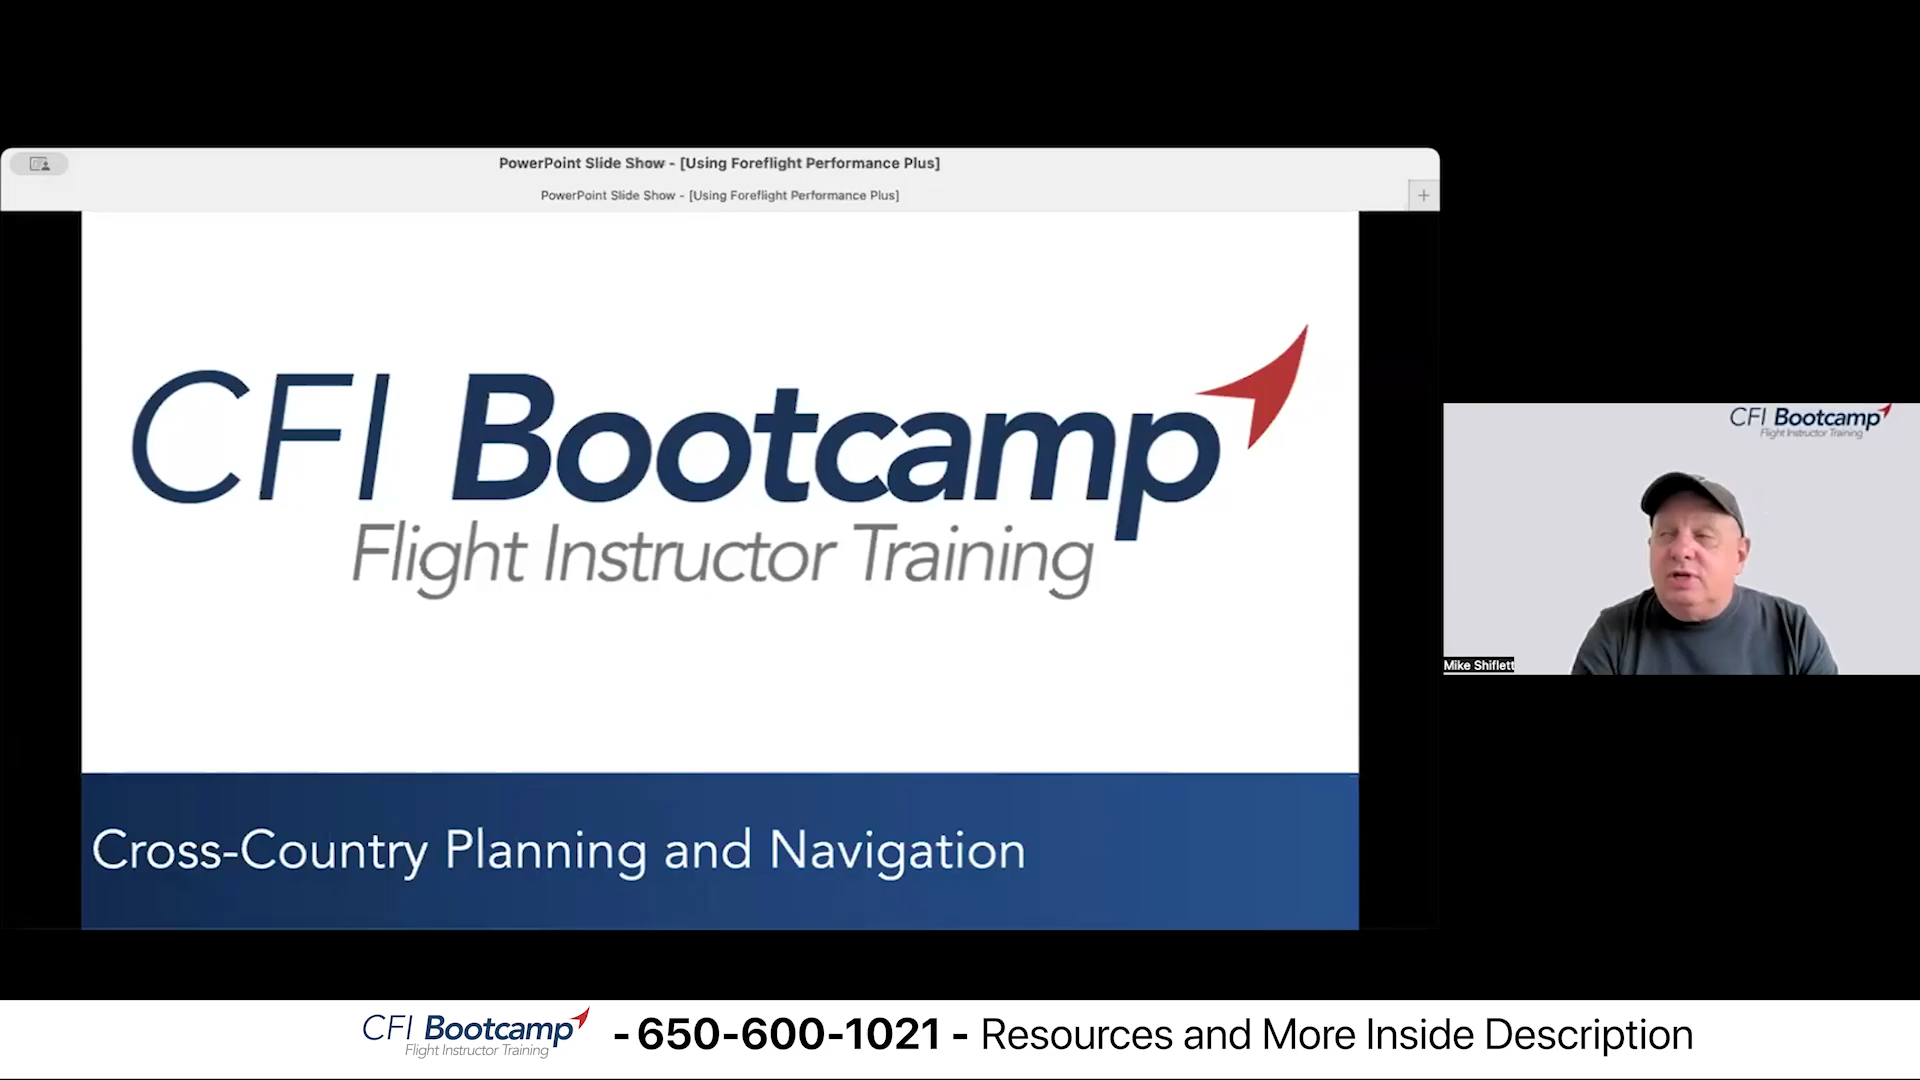 PowerPoint Slide Show - [Using Foreflight Performance Plus]
PowerPoint Slide Show - [Using Foreflight Performance Plus]
CFI Bootcamp
Flight Instructor Training
Cross-Country Planning and Navigation
CFI Bootcamp
Flight Instructor Training
Mike Shiflett
CFI Bootcamp
Flight Instructor Training
- 650-600-1021 - Resources and More Inside Description